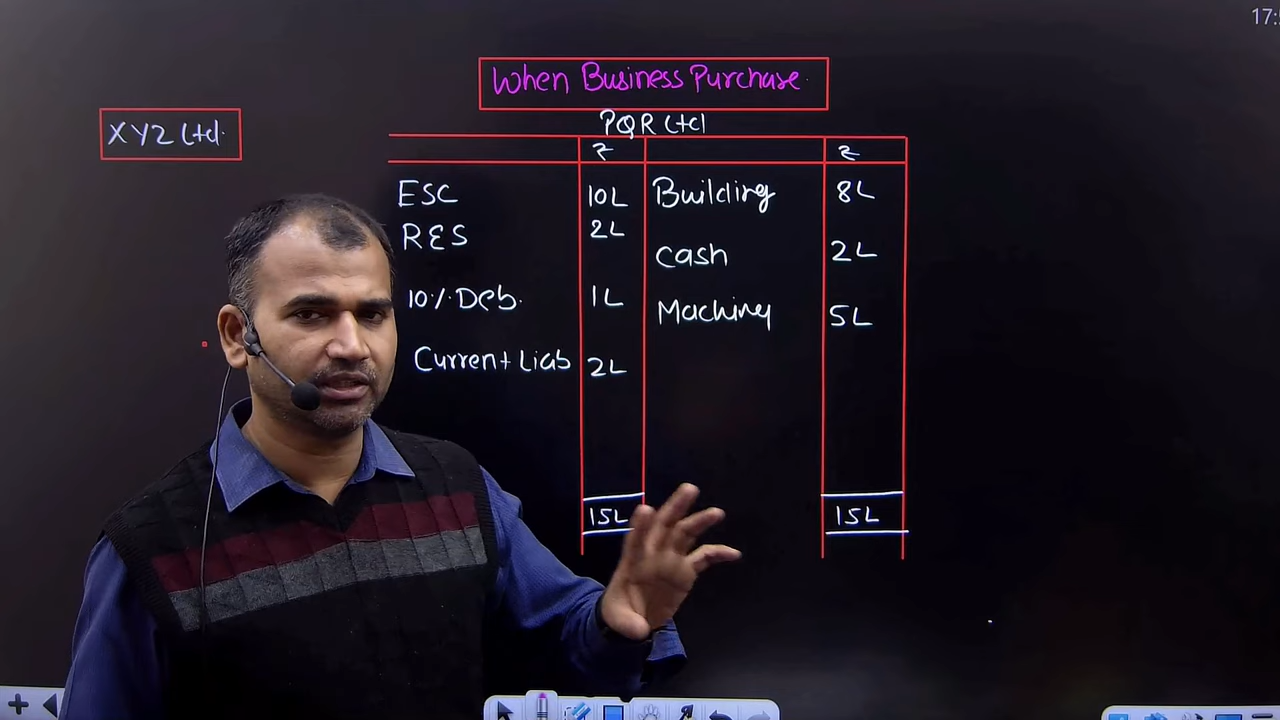 17:
When Business Purchase
XYZ Ltd.
PQR Ltd
₹ ₹
ESC 10L Building 8L
R&S 2L Cash 2L
10% Deb. 1L Machinery 5L
Current Liab 2L
15L 15L